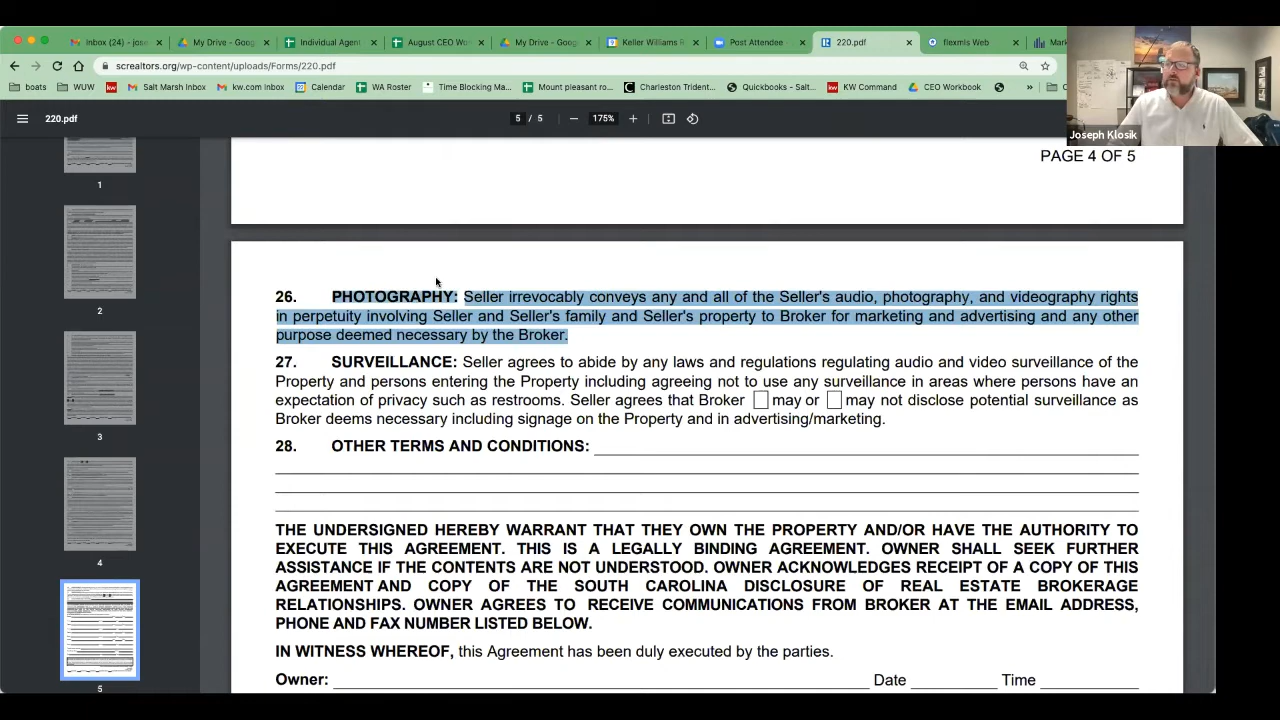 Inbox (24) - jose
My Drive - Goog
Individual Agent
August CEO Wo
My Drive - Goog
Keller Williams R
Post Attendee -
220.pdf
flexmls Web
Mar
screaltors.org/wp-content/uploads/Forms/220.pdf
boats
WUW
Salt Marsh Inbox
kw.com Inbox
Calendar
WA Roster
Time Blocking Ma...
Mount pleasant ro...
Charleston Trident...
Quickbooks - Salt...
KW Command
CEO Workbook
»
220.pdf
5 / 5
175%
Joseph Klosik
PAGE 4 OF 5
1
2
3
4
5
26. PHOTOGRAPHY: Seller irrevocably conveys any and all of the Seller's audio, photography, and videography rights
in perpetuity involving Seller and Seller's family and Seller's property to Broker for marketing and advertising and any other
purpose deemed necessary by the Broker.
27. SURVEILLANCE: Seller agrees to abide by any laws and regulations regulating audio and video surveillance of the
Property and persons entering the Property including agreeing not to use any surveillance in areas where persons have an
expectation of privacy such as restrooms. Seller agrees that Broker may or may not disclose potential surveillance as
Broker deems necessary including signage on the Property and in advertising/marketing.
28. OTHER TERMS AND CONDITIONS:
THE UNDERSIGNED HEREBY WARRANT THAT THEY OWN THE PROPERTY AND/OR HAVE THE AUTHORITY TO
EXECUTE THIS AGREEMENT. THIS IS A LEGALLY BINDING AGREEMENT. OWNER SHALL SEEK FURTHER
ASSISTANCE IF THE CONTENTS ARE NOT UNDERSTOOD. OWNER ACKNOWLEDGES RECEIPT OF A COPY OF THIS
AGREEMENT AND COPY OF THE SOUTH CAROLINA DISCLOSURE OF REAL ESTATE BROKERAGE
RELATIONSHIPS. OWNER AGREES TO RECEIVE COMMUNICATIONS FROM BROKER AT THE EMAIL ADDRESS,
PHONE AND FAX NUMBER LISTED BELOW.
IN WITNESS WHEREOF, this Agreement has been duly executed by the parties.
Owner: Date Time